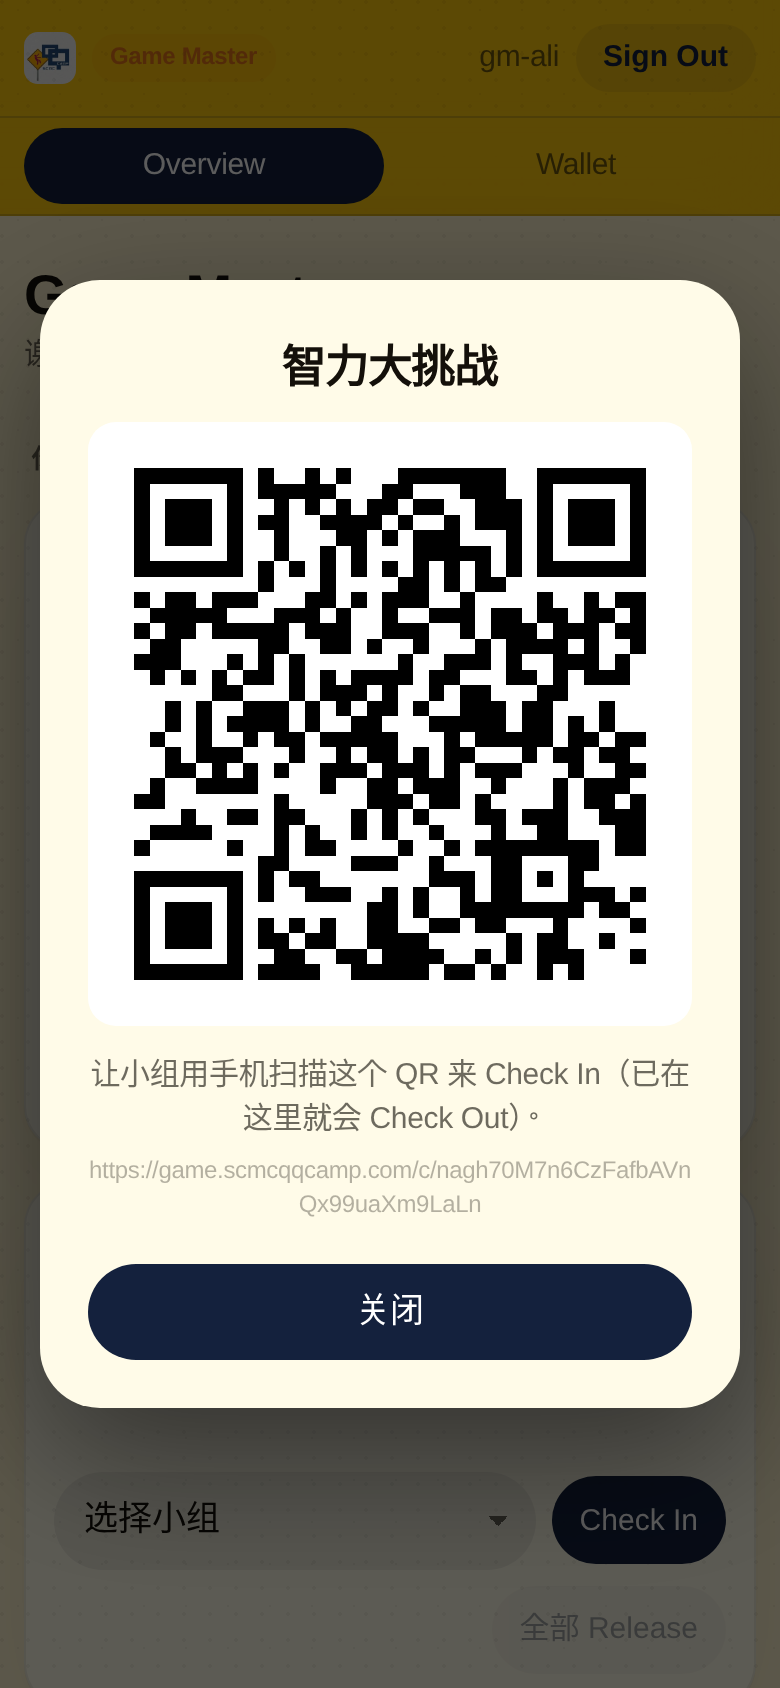 Game Master
gm-ali
Sign Out
Overview
Wallet
智力大挑战
让小组用手机扫描这个 QR 来 Check In（已在
这里就会 Check Out）。
https://game.scmcqqcamp.com/c/nagh70M7n6CzFafbAVn
Qx99uaXm9LaLn
关闭
选择小组
Check In
全部 Release